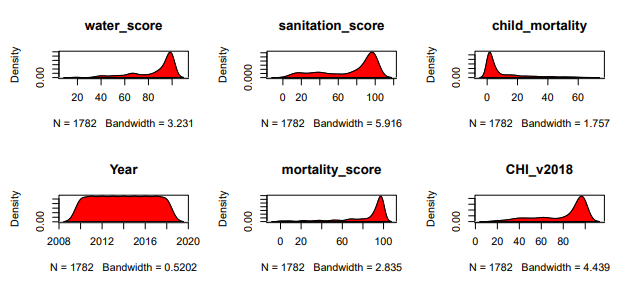 water_score
sanitation_score
child_mortality
Density
0.00
20 40 60 80
N = 1782 Bandwidth = 3.231
Density
0.000
0 20 60 100
N = 1782 Bandwidth = 5.916
Density
0.00
0 20 40 60
N = 1782 Bandwidth = 1.757
Year
mortality_score
CHI_v2018
Density
0.00
2008 2012 2016 2020
N = 1782 Bandwidth = 0.5202
Density
0.00
0 20 60 100
N = 1782 Bandwidth = 2.835
Density
0.00
0 20 40 60 80
N = 1782 Bandwidth = 4.439